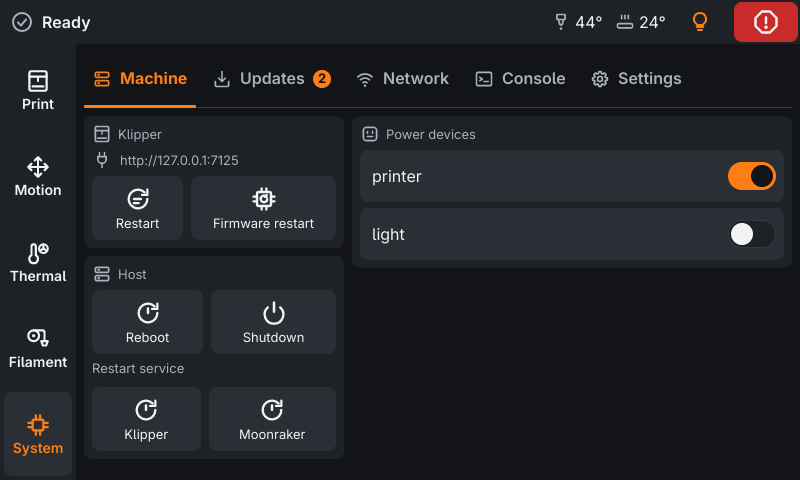 Ready
44°
24°
Print
Motion
Thermal
Filament
System
Machine
Updates 2
Network
Console
Settings
Klipper
http://127.0.0.1:7125
Restart
Firmware restart
Host
Reboot
Shutdown
Restart service
Klipper
Moonraker
Power devices
printer
light